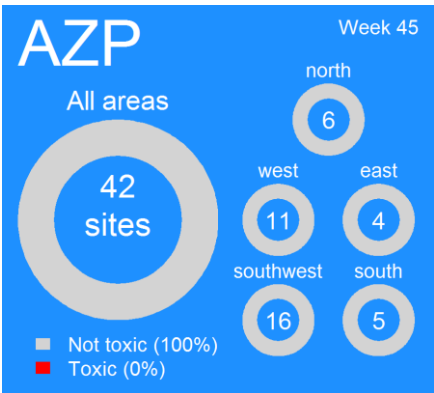 AZP
Week 45
All areas
42
sites
north
6
west
11
east
4
southwest
16
south
5
Not toxic (100%)
Toxic (0%)